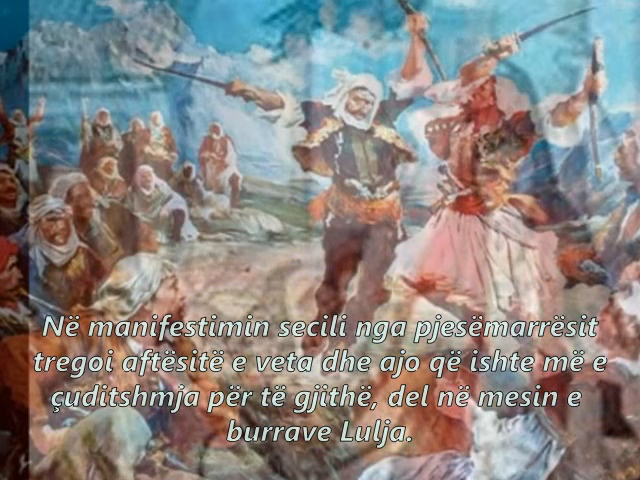 Në manifestimin secili nga pjesëmarrësit
tregoi aftësitë e veta dhe ajo që ishte më e
çuditshmja për të gjithë, del në mesin e
burrave Lulja.